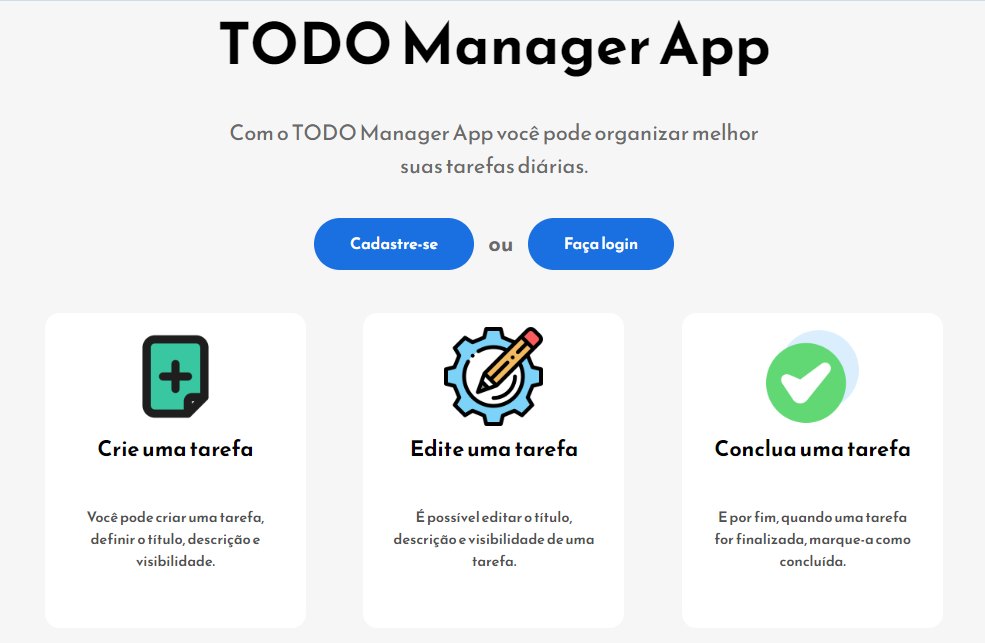 TODO Manager App
Com o TODO Manager App você pode organizar melhor
suas tarefas diárias.
Cadastre-se
ou
Faça login
Crie uma tarefa
Você pode criar uma tarefa,
definir o título, descrição e
visibilidade.
Edite uma tarefa
É possível editar o título,
descrição e visibilidade de uma
tarefa.
Conclua uma tarefa
E por fim, quando uma tarefa
for finalizada, marque-a como
concluída.